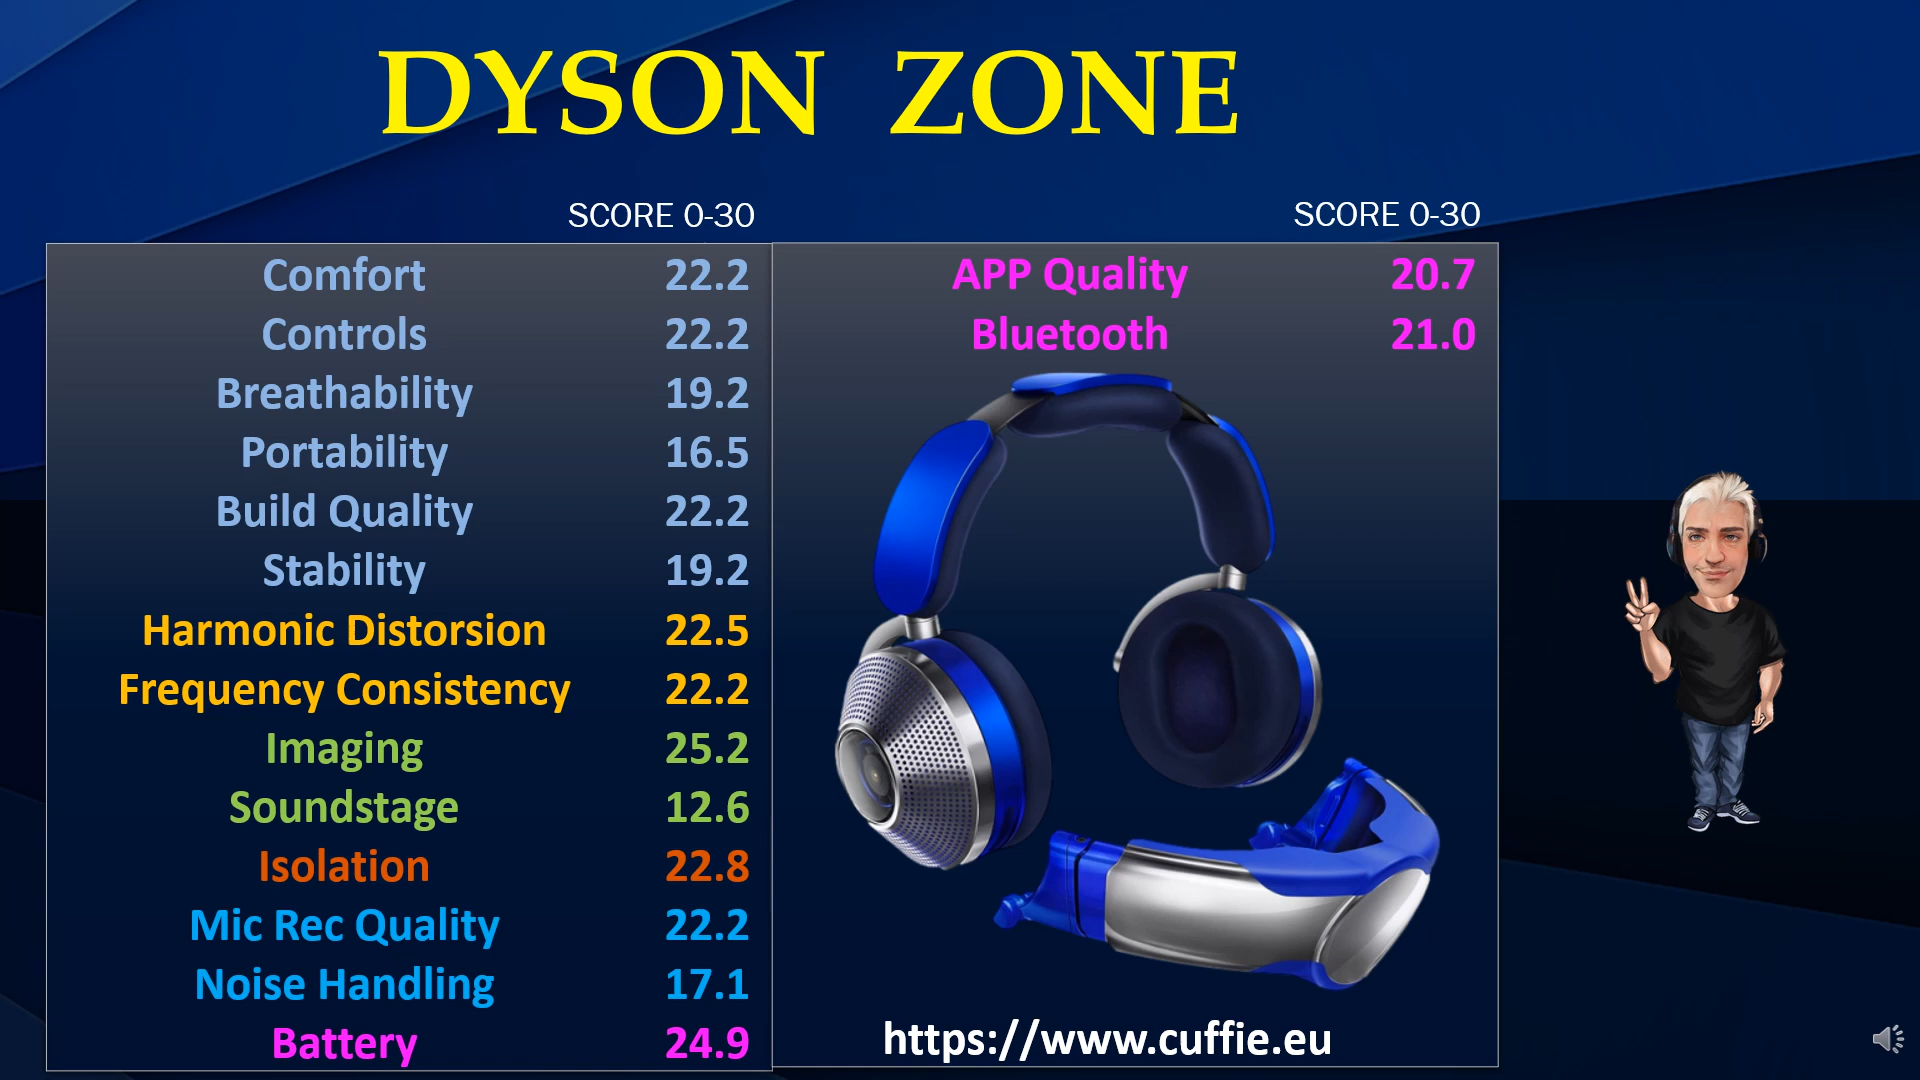 DYSON ZONE
SCORE 0-30
SCORE 0-30
Comfort 22.2
Controls 22.2
Breathability 19.2
Portability 16.5
Build Quality 22.2
Stability 19.2
Harmonic Distorsion 22.5
Frequency Consistency 22.2
Imaging 25.2
Soundstage 12.6
Isolation 22.8
Mic Rec Quality 22.2
Noise Handling 17.1
Battery 24.9
APP Quality 20.7
Bluetooth 21.0
https://www.cuffie.eu